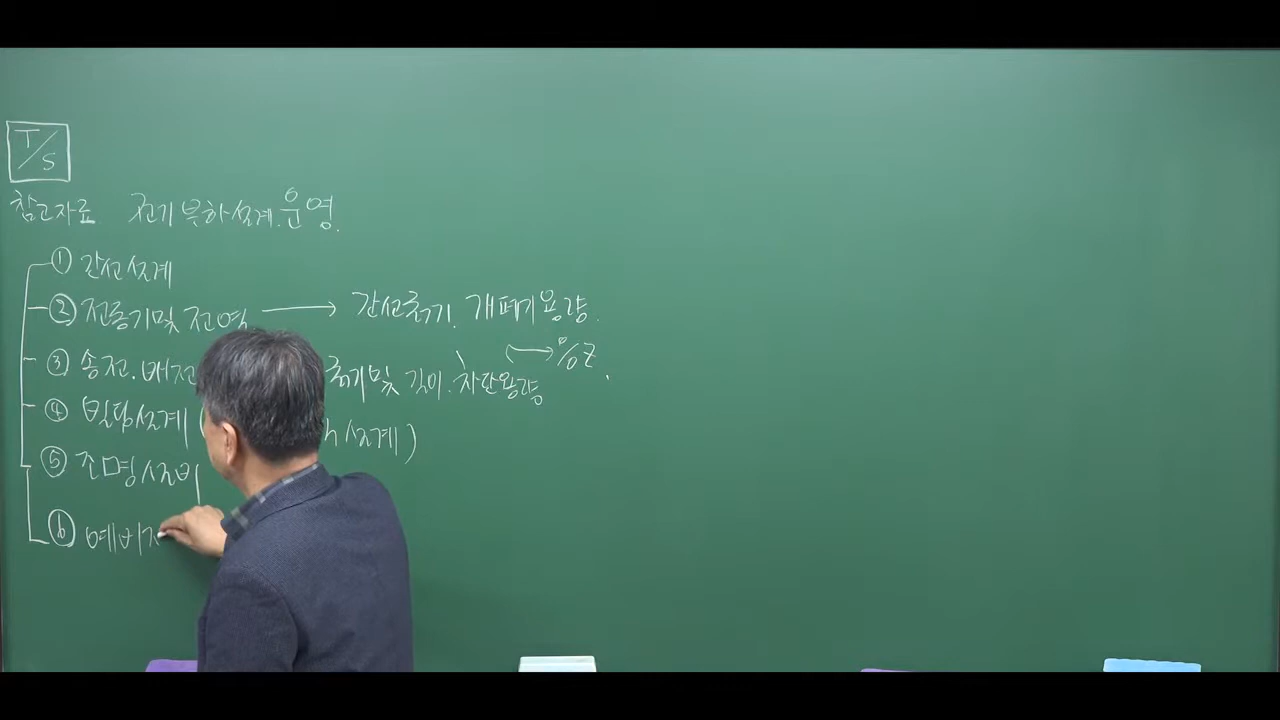 T/S
참고자료 전기부하설계.운영.
① 간선설계
② 전동기및 전열 → 간선굵기. 개폐기용량.
③ 송전.배전 굵기및 길이. 차단용량 ↔ %Z.
④ 빌딩설계 ( 설계)
⑤ 조명설비
⑥ 예비